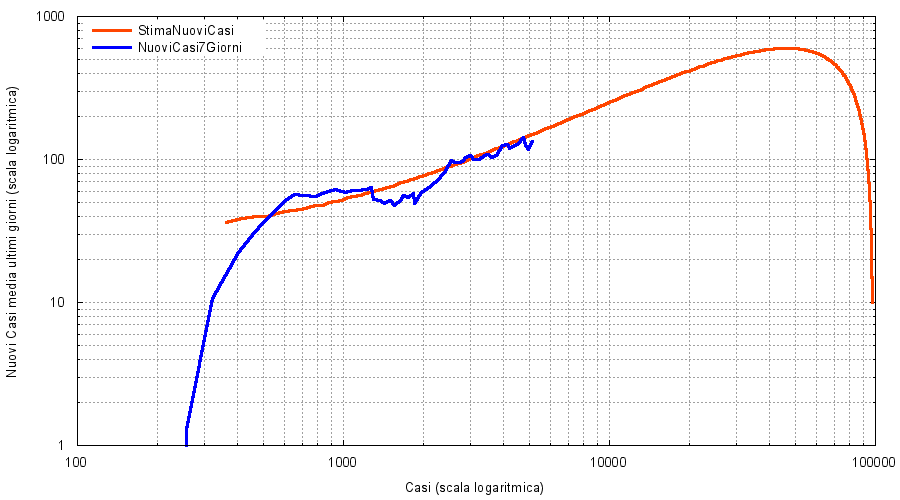 1000
StimaNuoviCasi
NuoviCasi7Giorni
Nuovi Casi media ultimi giorni (scala logaritmica)
100
10
1
100
1000
10000
100000
Casi (scala logaritmica)